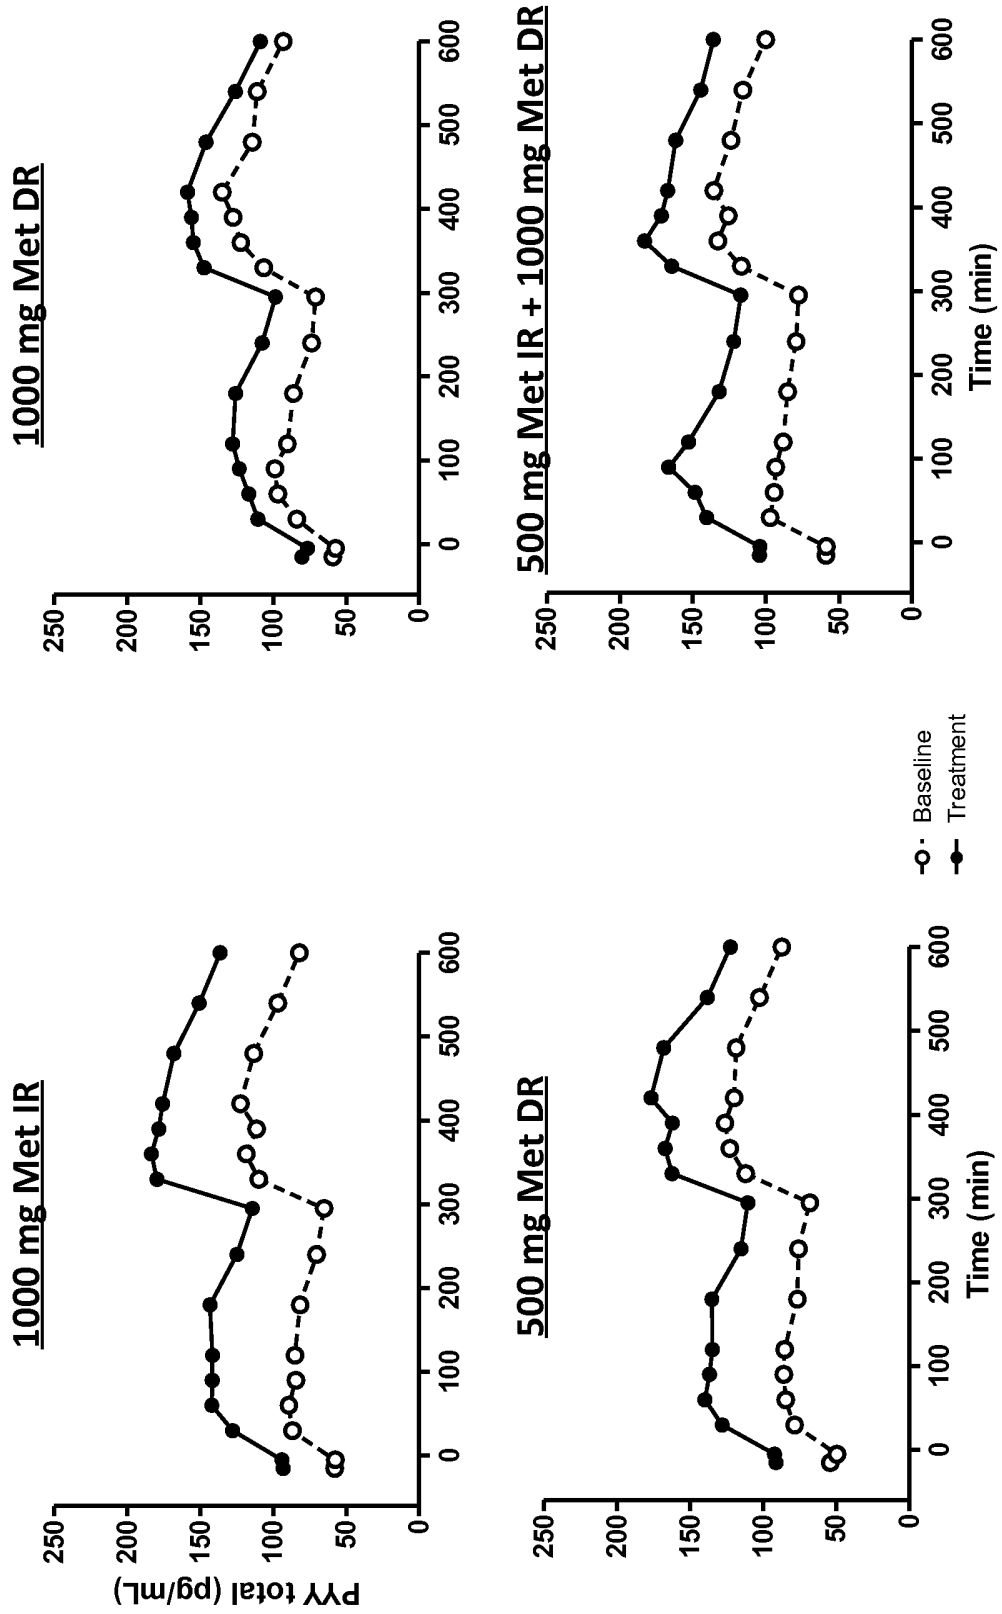 1000 mg Met IR
PYY total (pg/mL)
250
200
150
100
50
0
0 100 200 300 400 500 600
1000 mg Met DR
250
200
150
100
50
0
0 100 200 300 400 500 600
500 mg Met DR
250
200
150
100
50
0
0 100 200 300 400 500 600
Time (min)
Baseline
Treatment
500 mg Met IR + 1000 mg Met DR
250
200
150
100
50
0
0 100 200 300 400 500 600
Time (min)